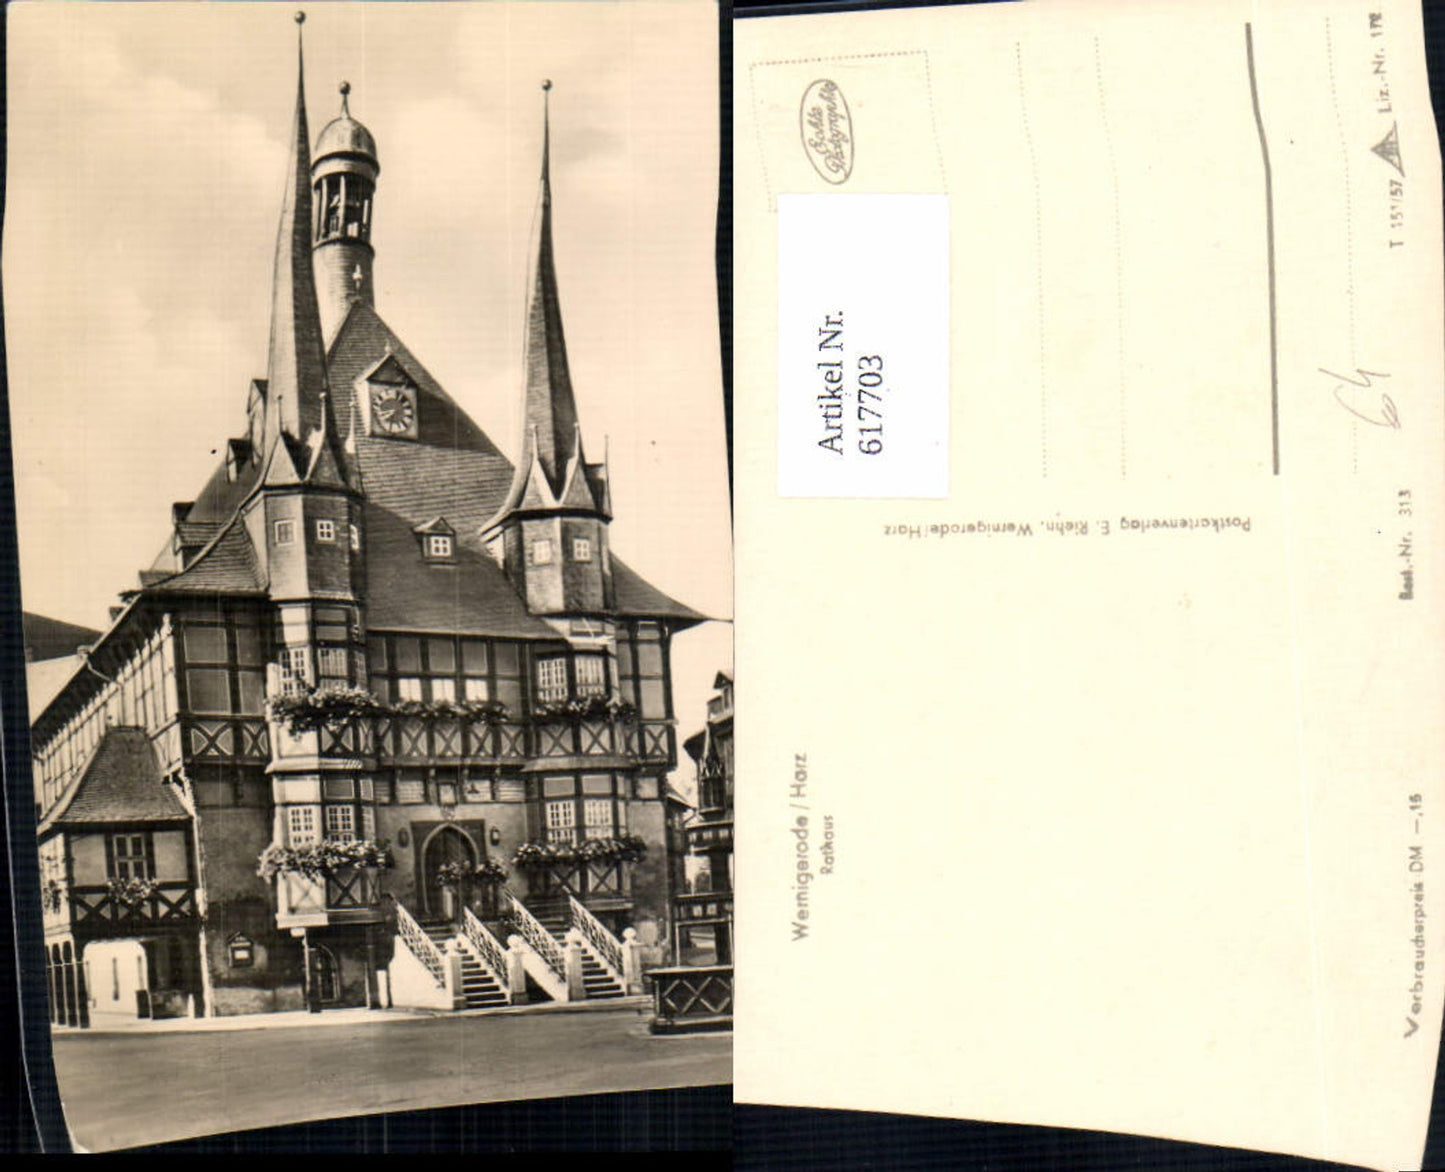 Echte
Photographie
Artikel Nr.
617703
Wernigerode / Harz
Rathaus
Postkartenverlag E. Riehn, Wernigerode/Harz
T 151/57
Liz.-Nr.
64
Best.-Nr. 313
Verbraucherpreis DM —,15